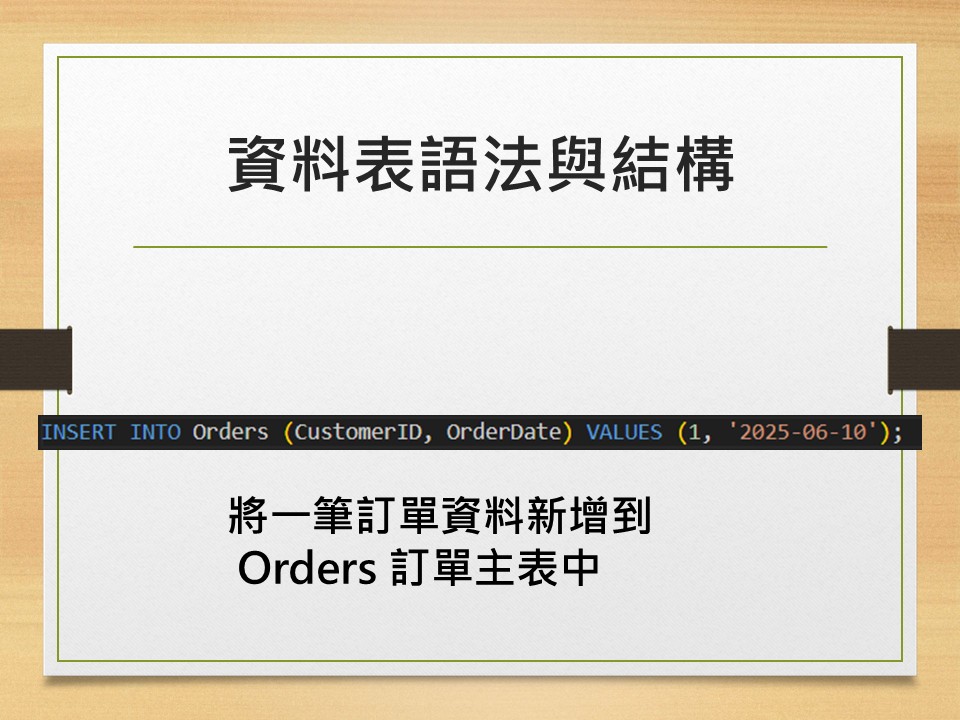 資料表語法與結構
INSERT INTO Orders (CustomerID, OrderDate) VALUES (1, '2025-06-10');
將一筆訂單資料新增到
Orders 訂單主表中